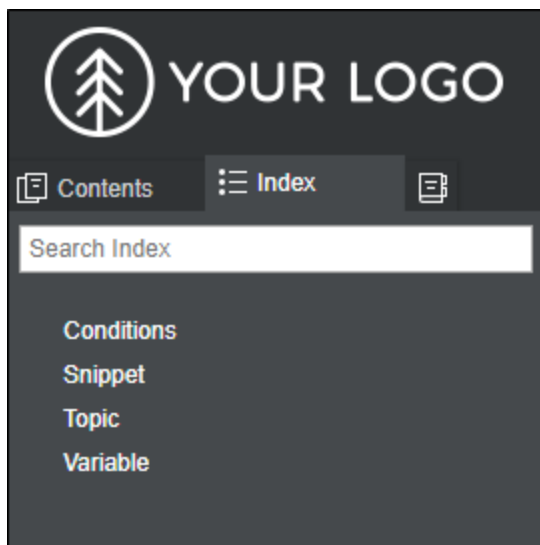 YOUR LOGO
Contents
Index
Search Index
Conditions
Snippet
Topic
Variable